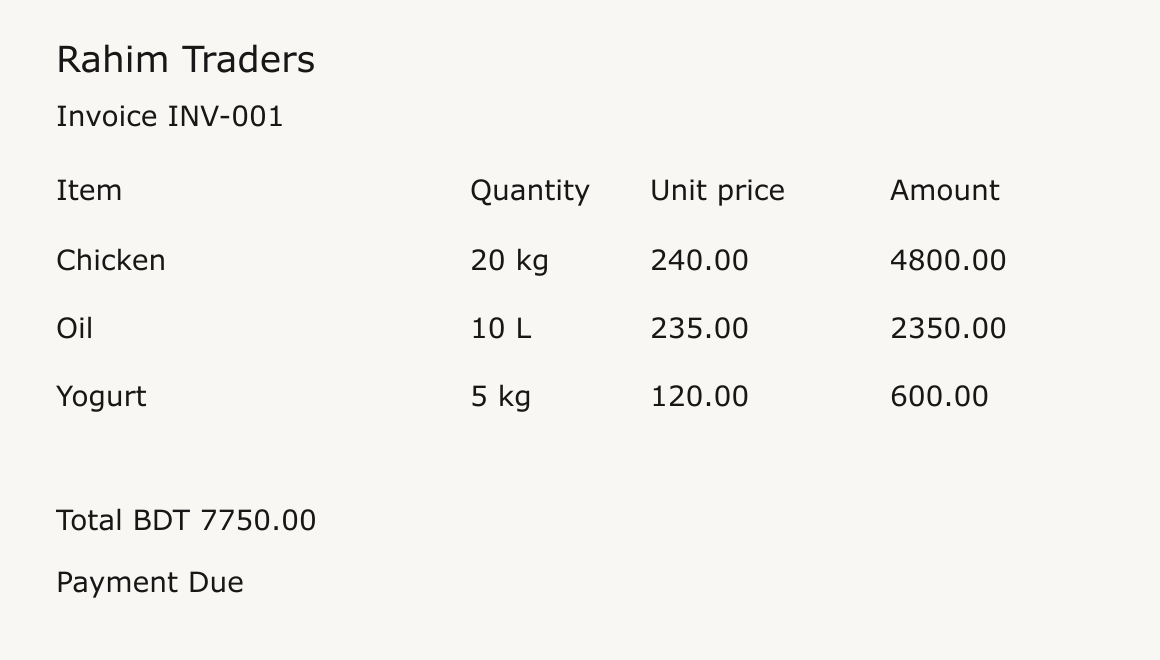 Rahim Traders
Invoice INV-001
Item Quantity Unit price Amount
Chicken 20 kg 240.00 4800.00
Oil 10 L 235.00 2350.00
Yogurt 5 kg 120.00 600.00
Total BDT 7750.00
Payment Due